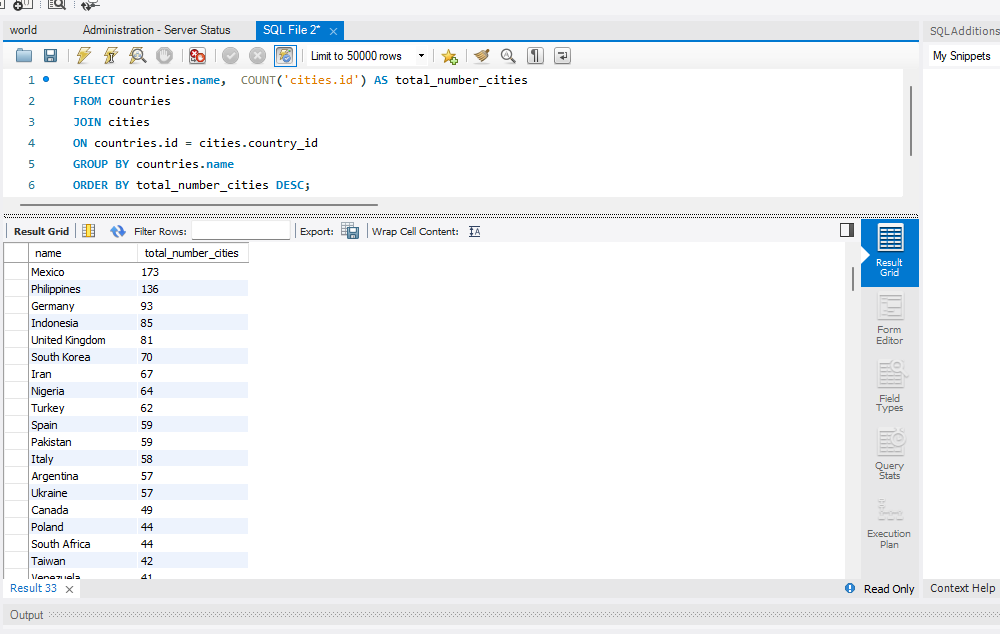 world Administration - Server Status SQL File 2* SQLAdditions
Limit to 50000 rows My Snippets
1 SELECT countries.name, COUNT('cities.id') AS total_number_cities
2 FROM countries
3 JOIN cities
4 ON countries.id = cities.country_id
5 GROUP BY countries.name
6 ORDER BY total_number_cities DESC;
Result Grid Filter Rows: Export: Wrap Cell Content: IA
name total_number_cities
Mexico 173
Philippines 136
Germany 93
Indonesia 85
United Kingdom 81
South Korea 70
Iran 67
Nigeria 64
Turkey 62
Spain 59
Pakistan 59
Italy 58
Argentina 57
Ukraine 57
Canada 49
Poland 44
South Africa 44
Taiwan 42
Venezuela 41
Result
Grid
Form
Editor
Field
Types
Query
Stats
Execution
Plan
Result 33 Read Only Context Help
Output